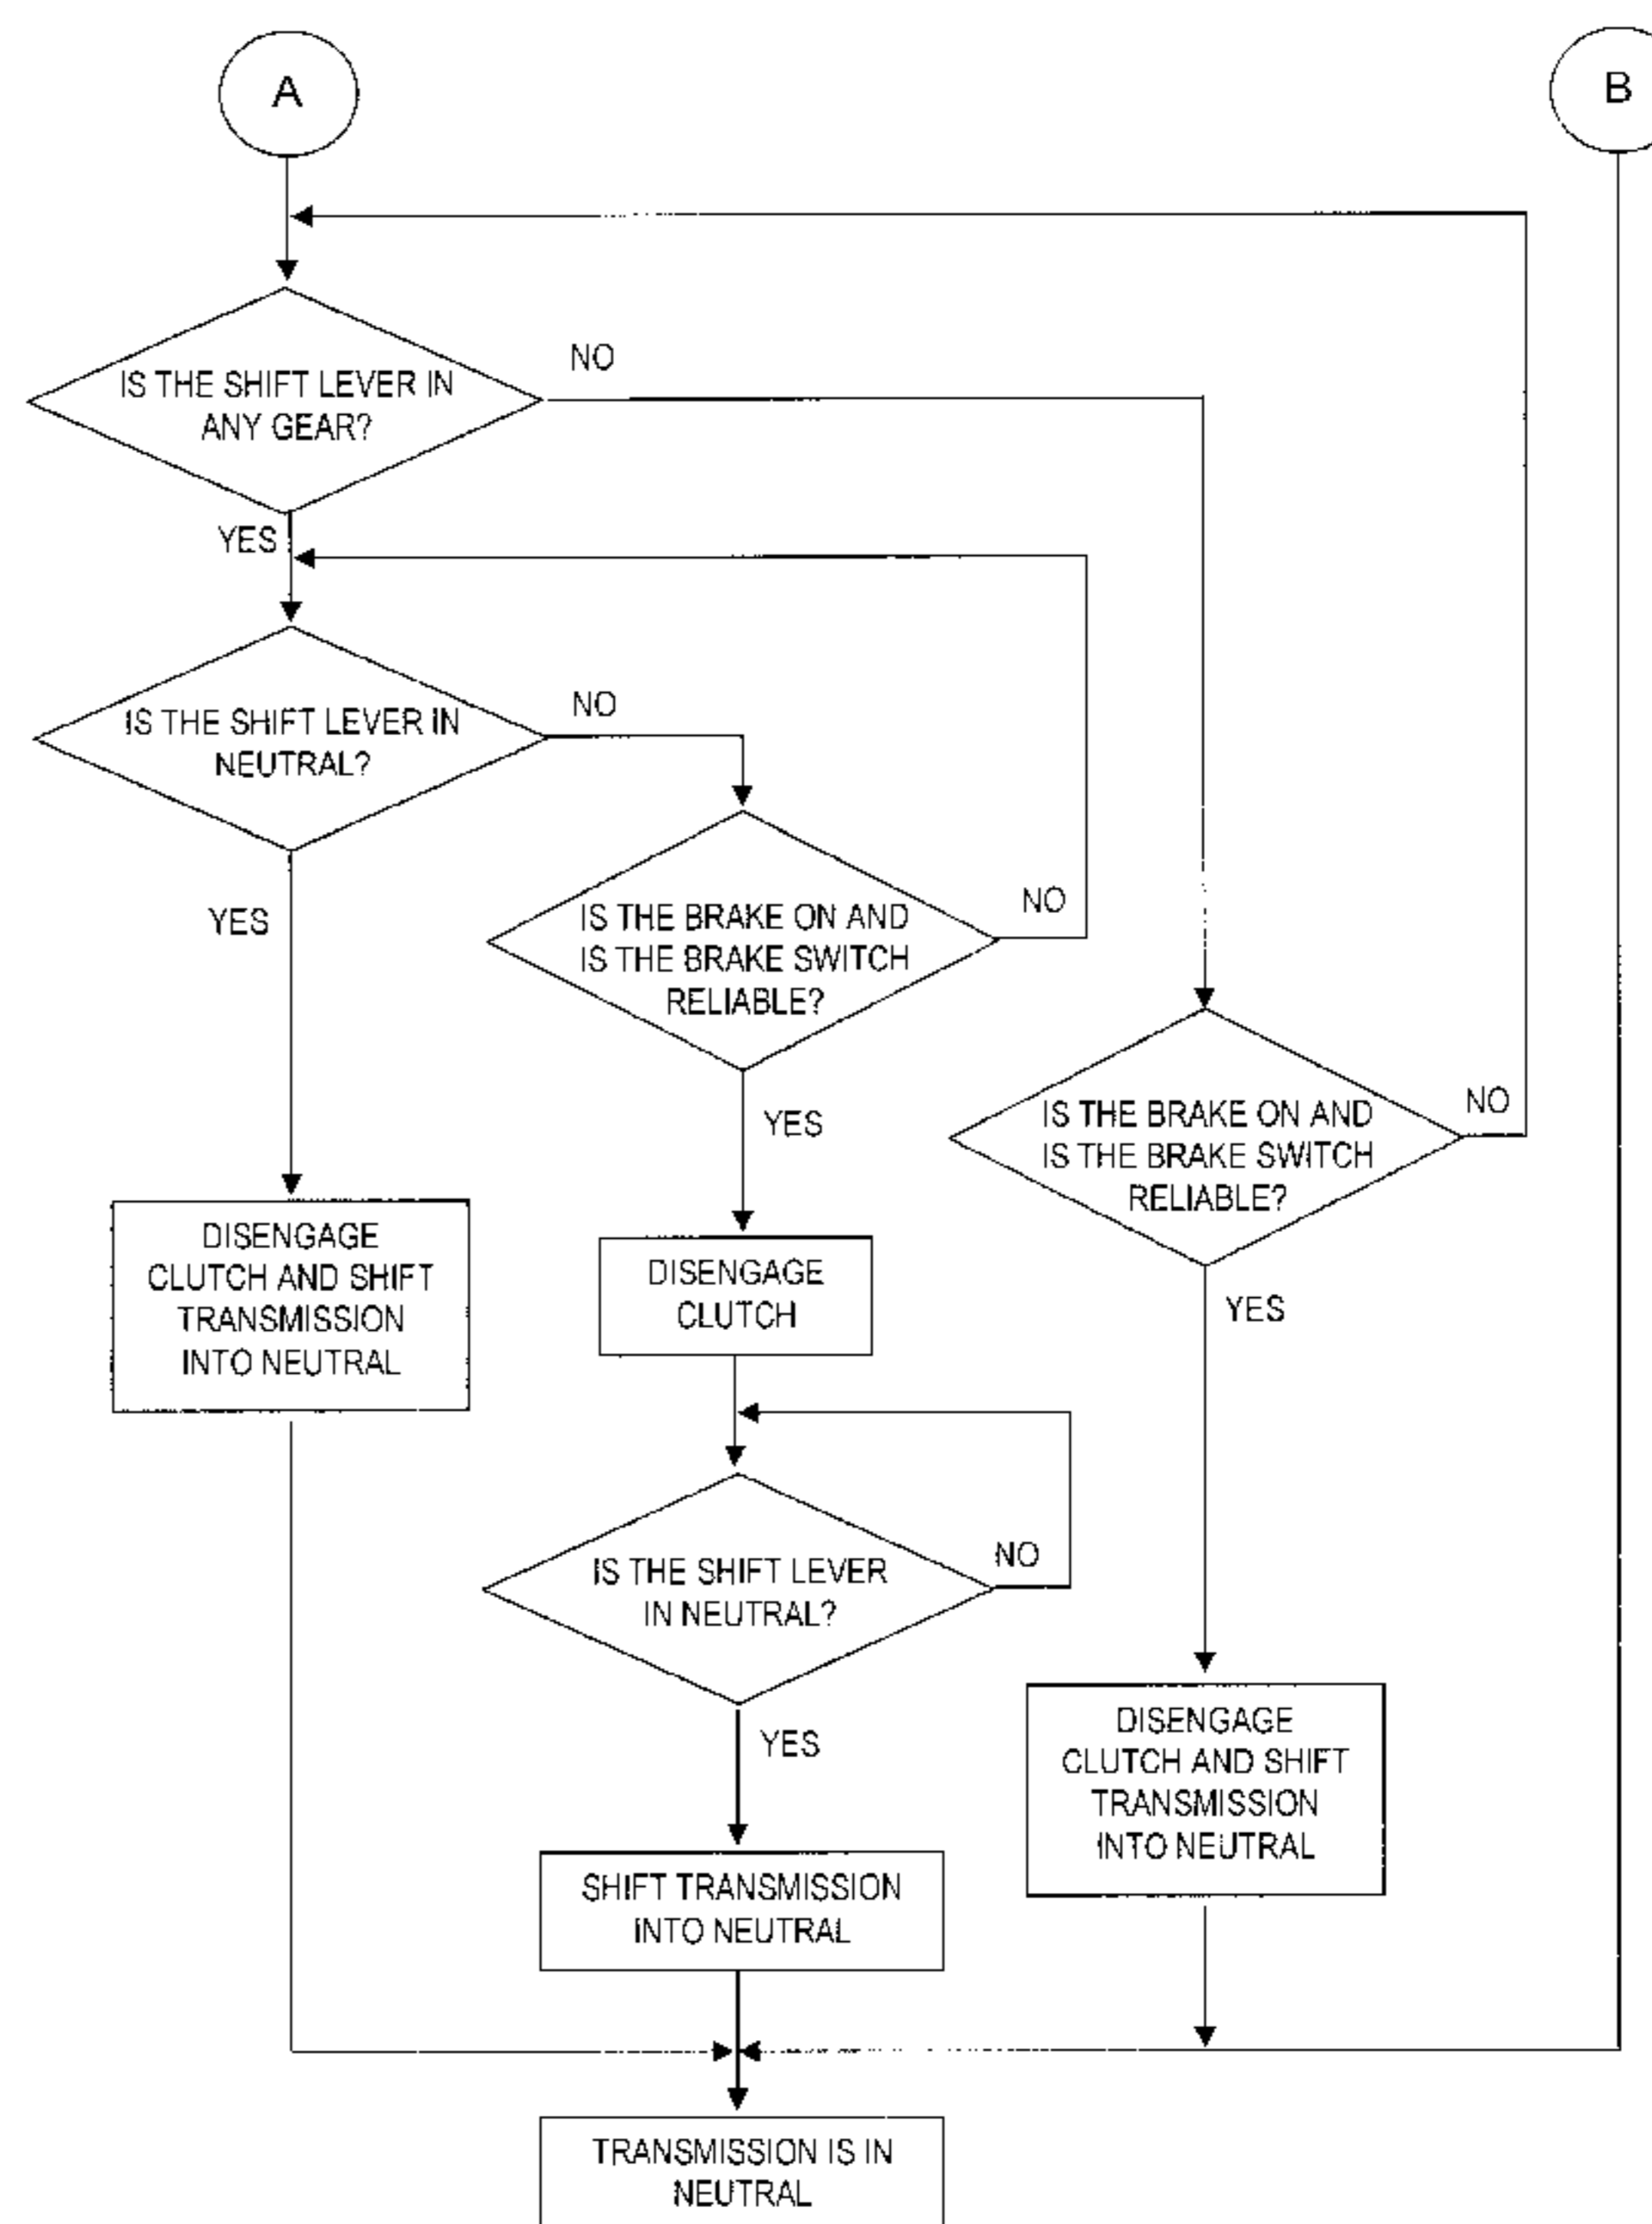 A
B
NO
IS THE SHIFT LEVER IN
ANY GEAR?
YES
NO
IS THE SHIFT LEVER IN
NEUTRAL?
YES
NO
IS THE BRAKE ON AND
IS THE BRAKE SWITCH
RELIABLE?
YES
NO
IS THE BRAKE ON AND
IS THE BRAKE SWITCH
RELIABLE?
YES
DISENGAGE
CLUTCH AND SHIFT
TRANSMISSION
INTO NEUTRAL
DISENGAGE
CLUTCH
NO
IS THE SHIFT LEVER
IN NEUTRAL?
YES
DISENGAGE
CLUTCH AND SHIFT
TRANSMISSION
INTO NEUTRAL
SHIFT TRANSMISSION
INTO NEUTRAL
TRANSMISSION IS IN
NEUTRAL